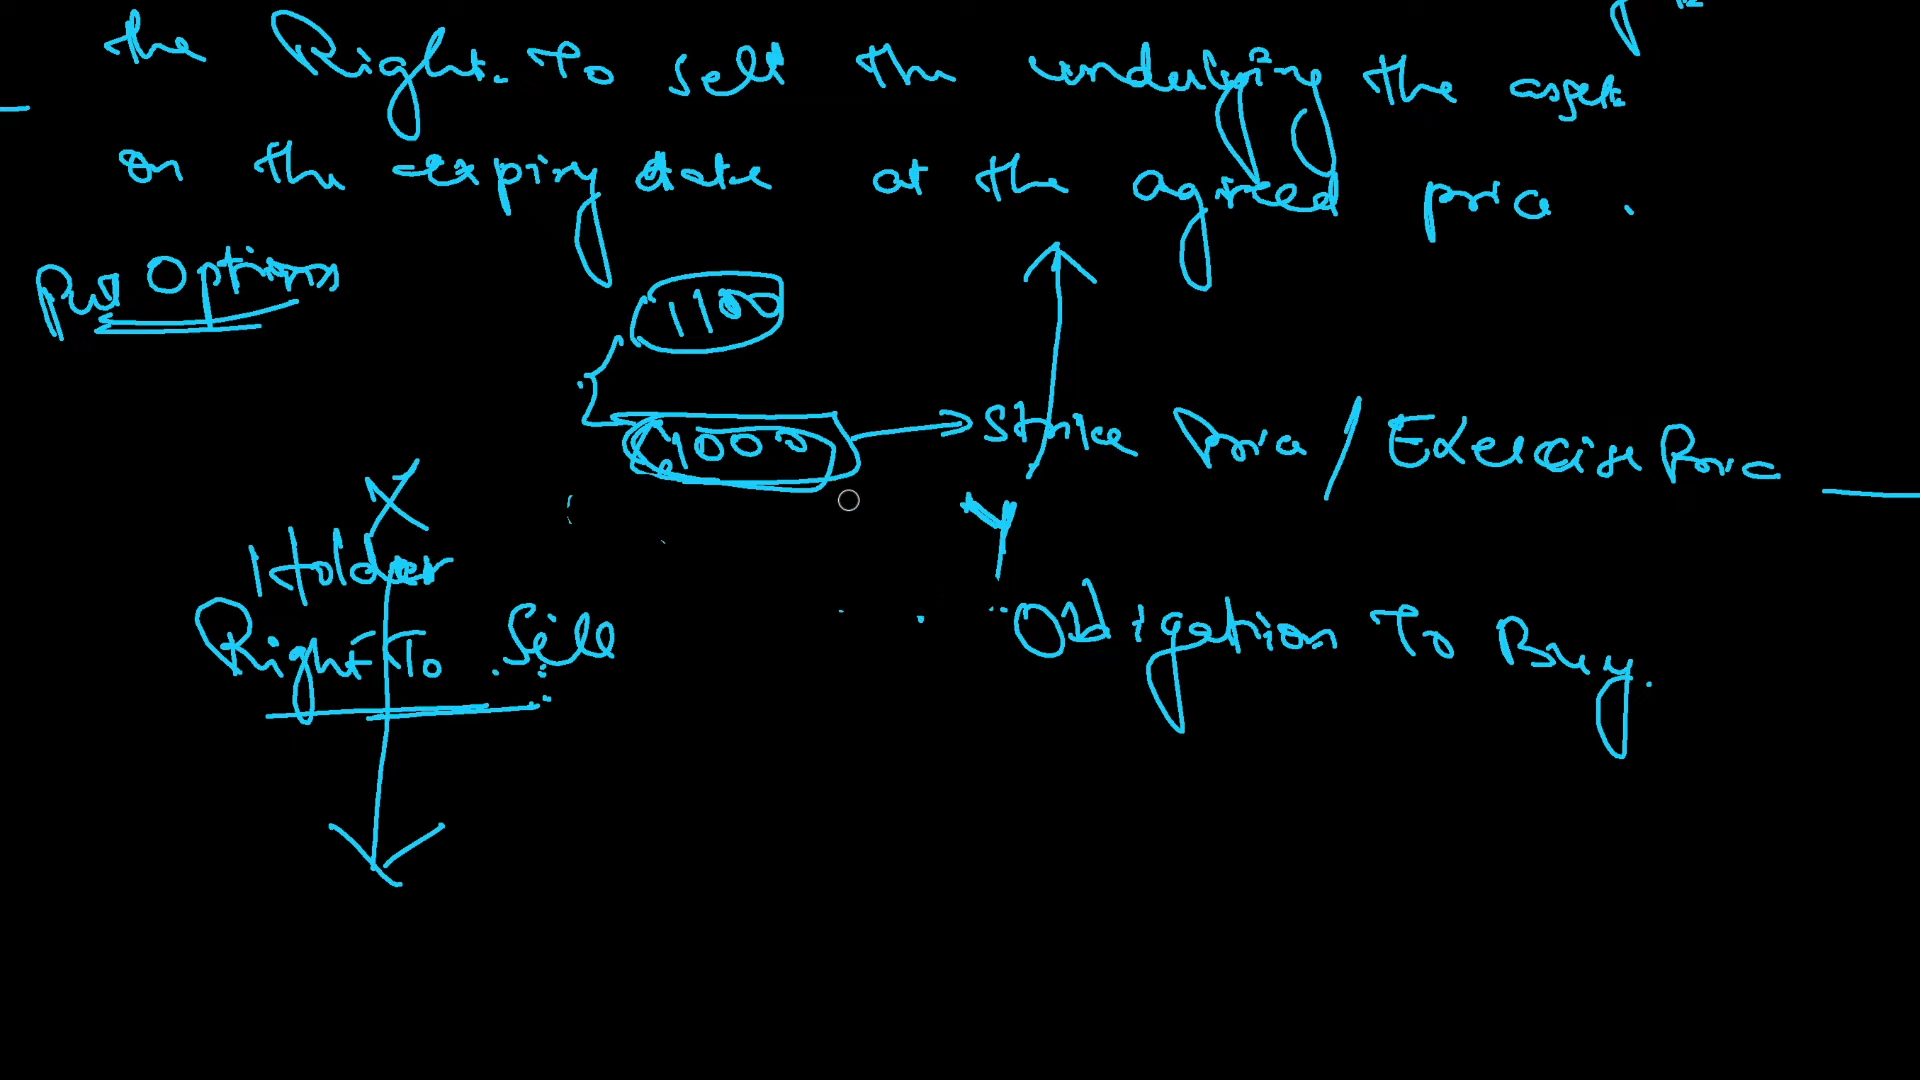 the Right To sell the underlying the asset
on the expiry date at the agreed price .
Put Options
1100
1000 Strike Price / Exercise Price
X Y
Holder
Right To Sell Obligation To Buy.